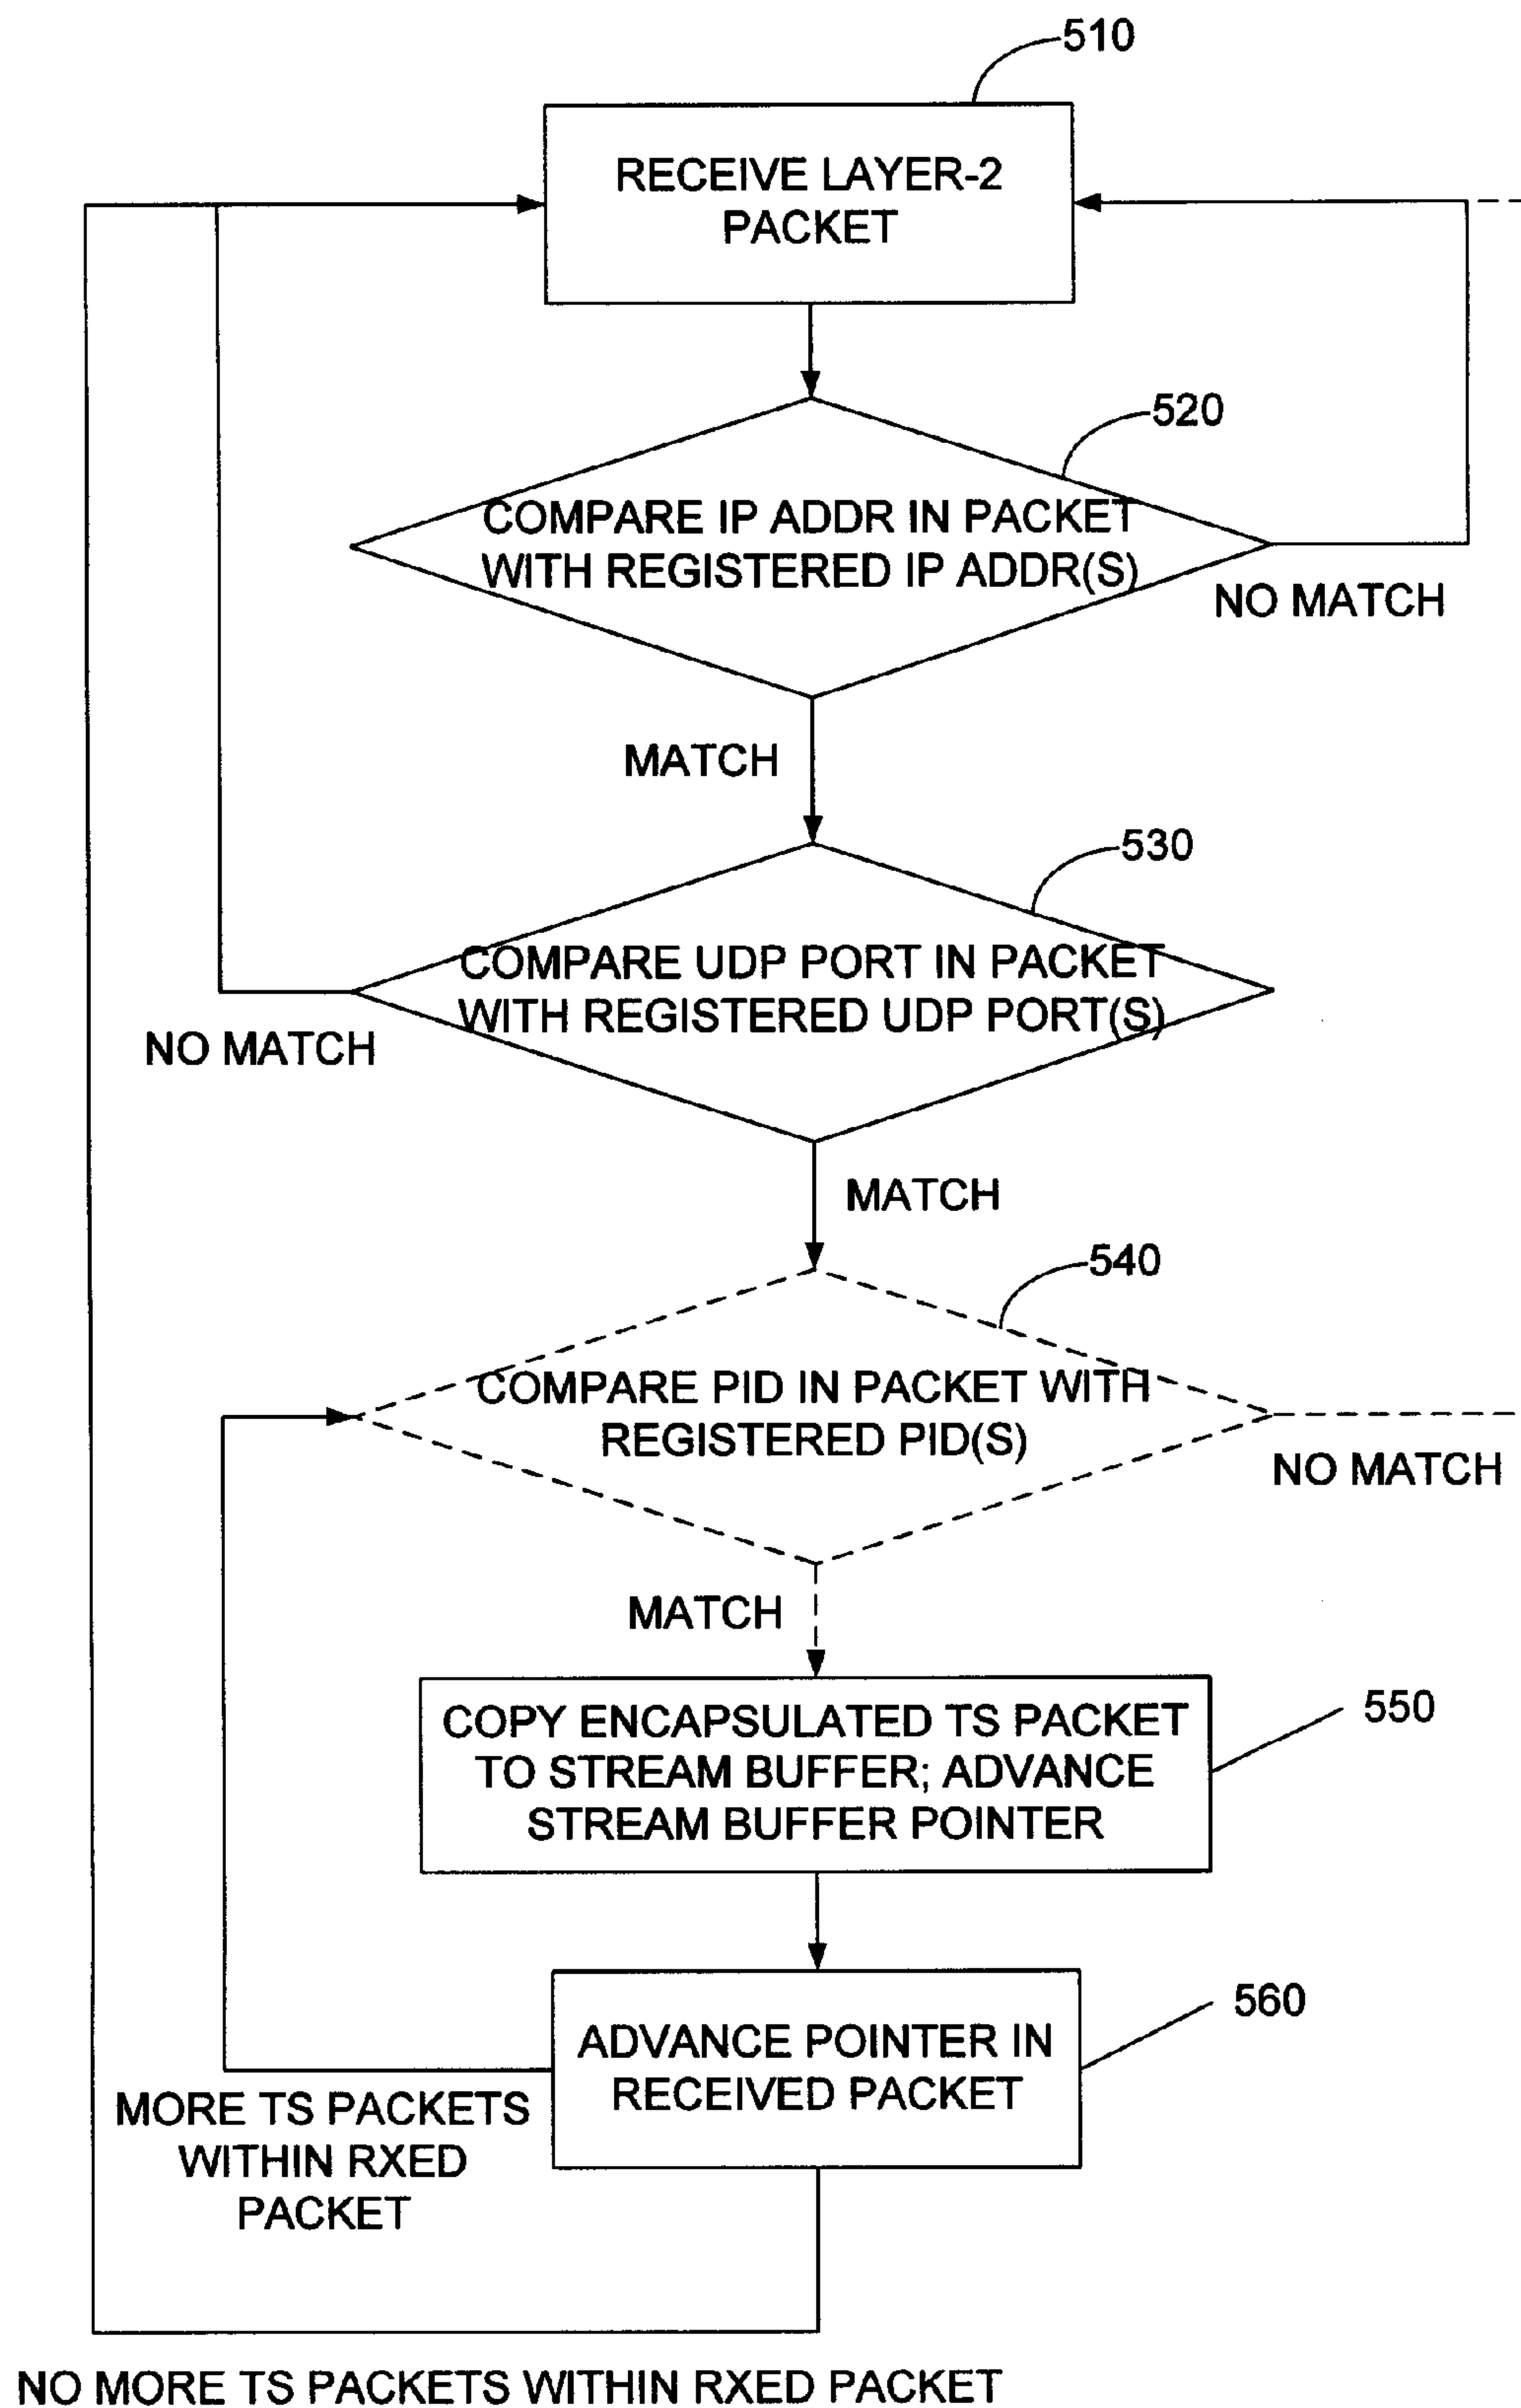 510
RECEIVE LAYER-2
PACKET
520
COMPARE IP ADDR IN PACKET
WITH REGISTERED IP ADDR(S)
NO MATCH
MATCH
530
COMPARE UDP PORT IN PACKET
WITH REGISTERED UDP PORT(S)
NO MATCH
MATCH
540
COMPARE PID IN PACKET WITH
REGISTERED PID(S)
NO MATCH
MATCH
550
COPY ENCAPSULATED TS PACKET
TO STREAM BUFFER; ADVANCE
STREAM BUFFER POINTER
560
ADVANCE POINTER IN
RECEIVED PACKET
MORE TS PACKETS
WITHIN RXED
PACKET
NO MORE TS PACKETS WITHIN RXED PACKET